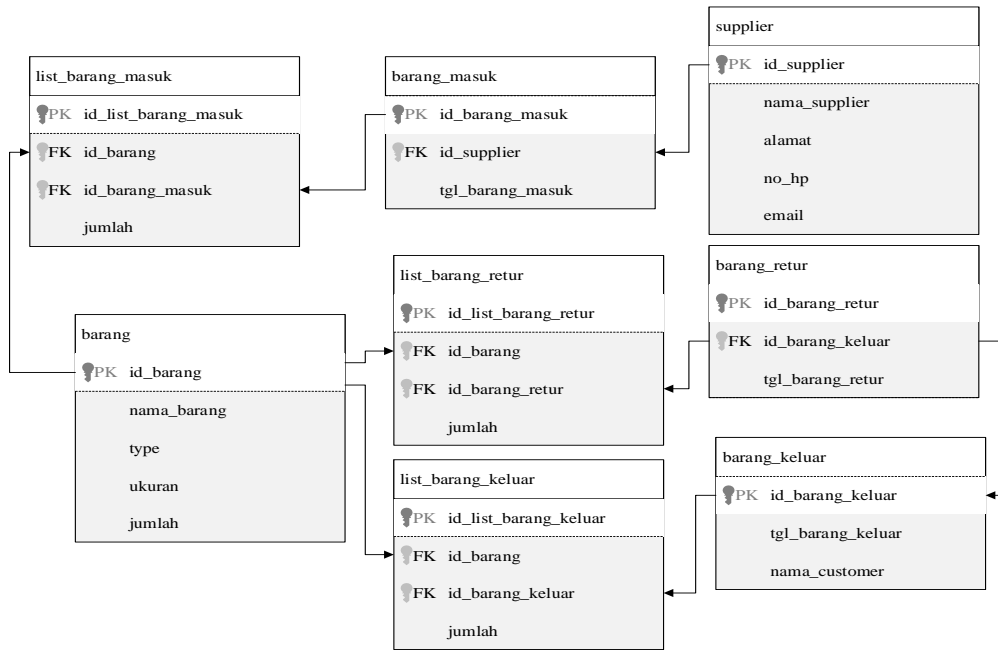 supplier
PK id_supplier
nama_supplier
alamat
no_hp
email
list_barang_masuk
PK id_list_barang_masuk
FK id_barang
FK id_barang_masuk
jumlah
barang_masuk
PK id_barang_masuk
FK id_supplier
tgl_barang_masuk
list_barang_retur
PK id_list_barang_retur
FK id_barang
FK id_barang_retur
jumlah
barang_retur
PK id_barang_retur
FK id_barang_keluar
tgl_barang_retur
barang
PK id_barang
nama_barang
type
ukuran
jumlah
list_barang_keluar
PK id_list_barang_keluar
FK id_barang
FK id_barang_keluar
jumlah
barang_keluar
PK id_barang_keluar
tgl_barang_keluar
nama_customer